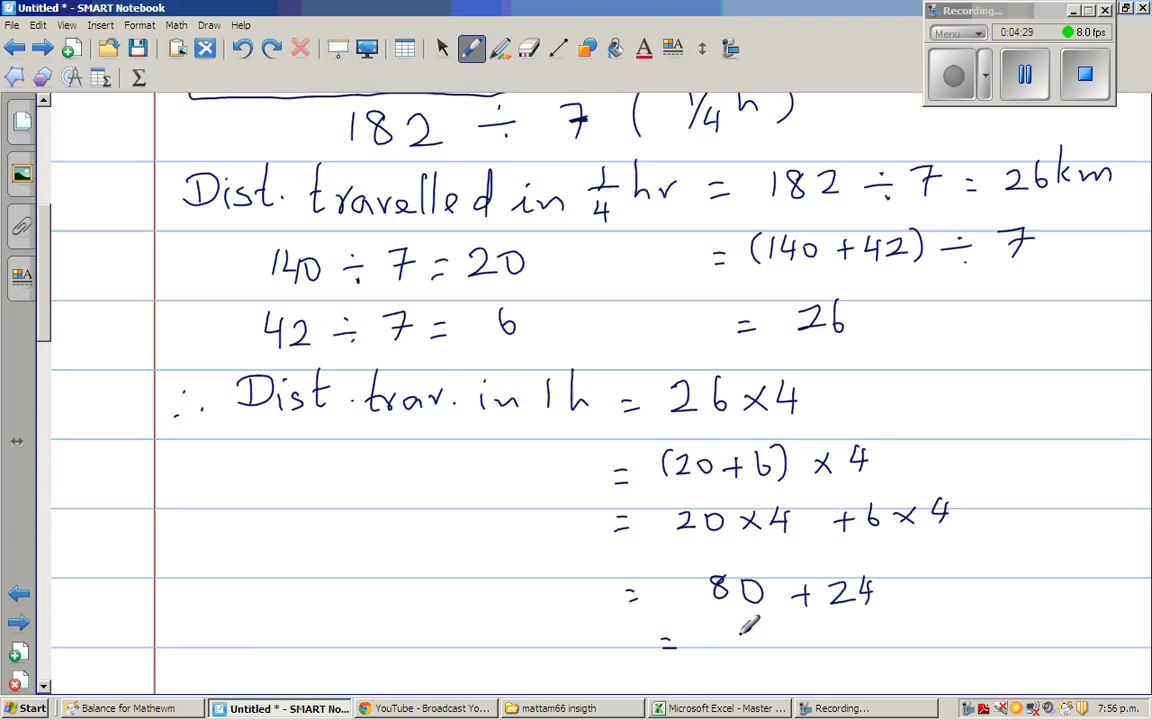 Untitled * - SMART Notebook
File Edit View Insert Format Math Draw Help
Recording...
Menu
0:04:29
8.0 fps
182 ÷ 7 ( 1/4 h )
Dist. travelled in 1/4 hr = 182 ÷ 7 = 26km
140 ÷ 7 = 20 = (140 + 42) ÷ 7
42 ÷ 7 = 6 = 26
∴ Dist. trav. in 1h = 26 × 4
= (20 + 6) × 4
= 20 × 4 + 6 × 4
= 80 + 24
=
Start
Balance for Mathewm
Untitled * - SMART No...
YouTube - Broadcast Yo...
mattam66 insigth
Microsoft Excel - Master ...
Recording...
7:56 p.m.